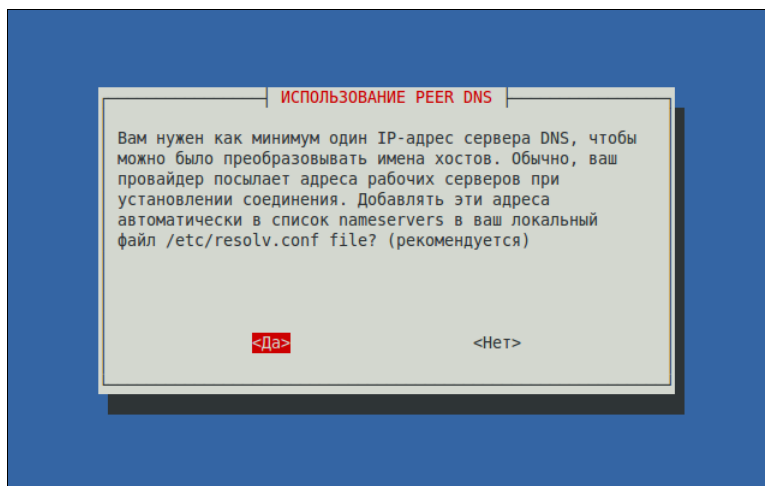 ИСПОЛЬЗОВАНИЕ PEER DNS
Вам нужен как минимум один IP-адрес сервера DNS, чтобы
можно было преобразовывать имена хостов. Обычно, ваш
провайдер посылает адреса рабочих серверов при
установлении соединения. Добавлять эти адреса
автоматически в список nameservers в ваш локальный
файл /etc/resolv.conf file? (рекомендуется)
<Да> <Нет>